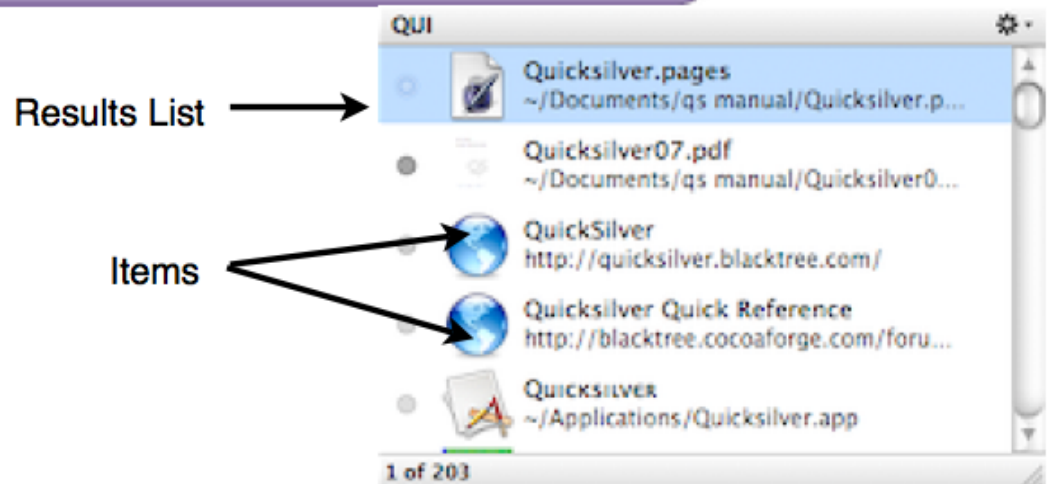 QUI
Quicksilver.pages
~/Documents/qs manual/Quicksilver.p...
Results List
Quicksilver07.pdf
~/Documents/qs manual/Quicksilver0...
QuickSilver
http://quicksilver.blacktree.com/
Items
Quicksilver Quick Reference
http://blacktree.cocoaforge.com/foru...
Quicksilver
~/Applications/Quicksilver.app
1 of 203